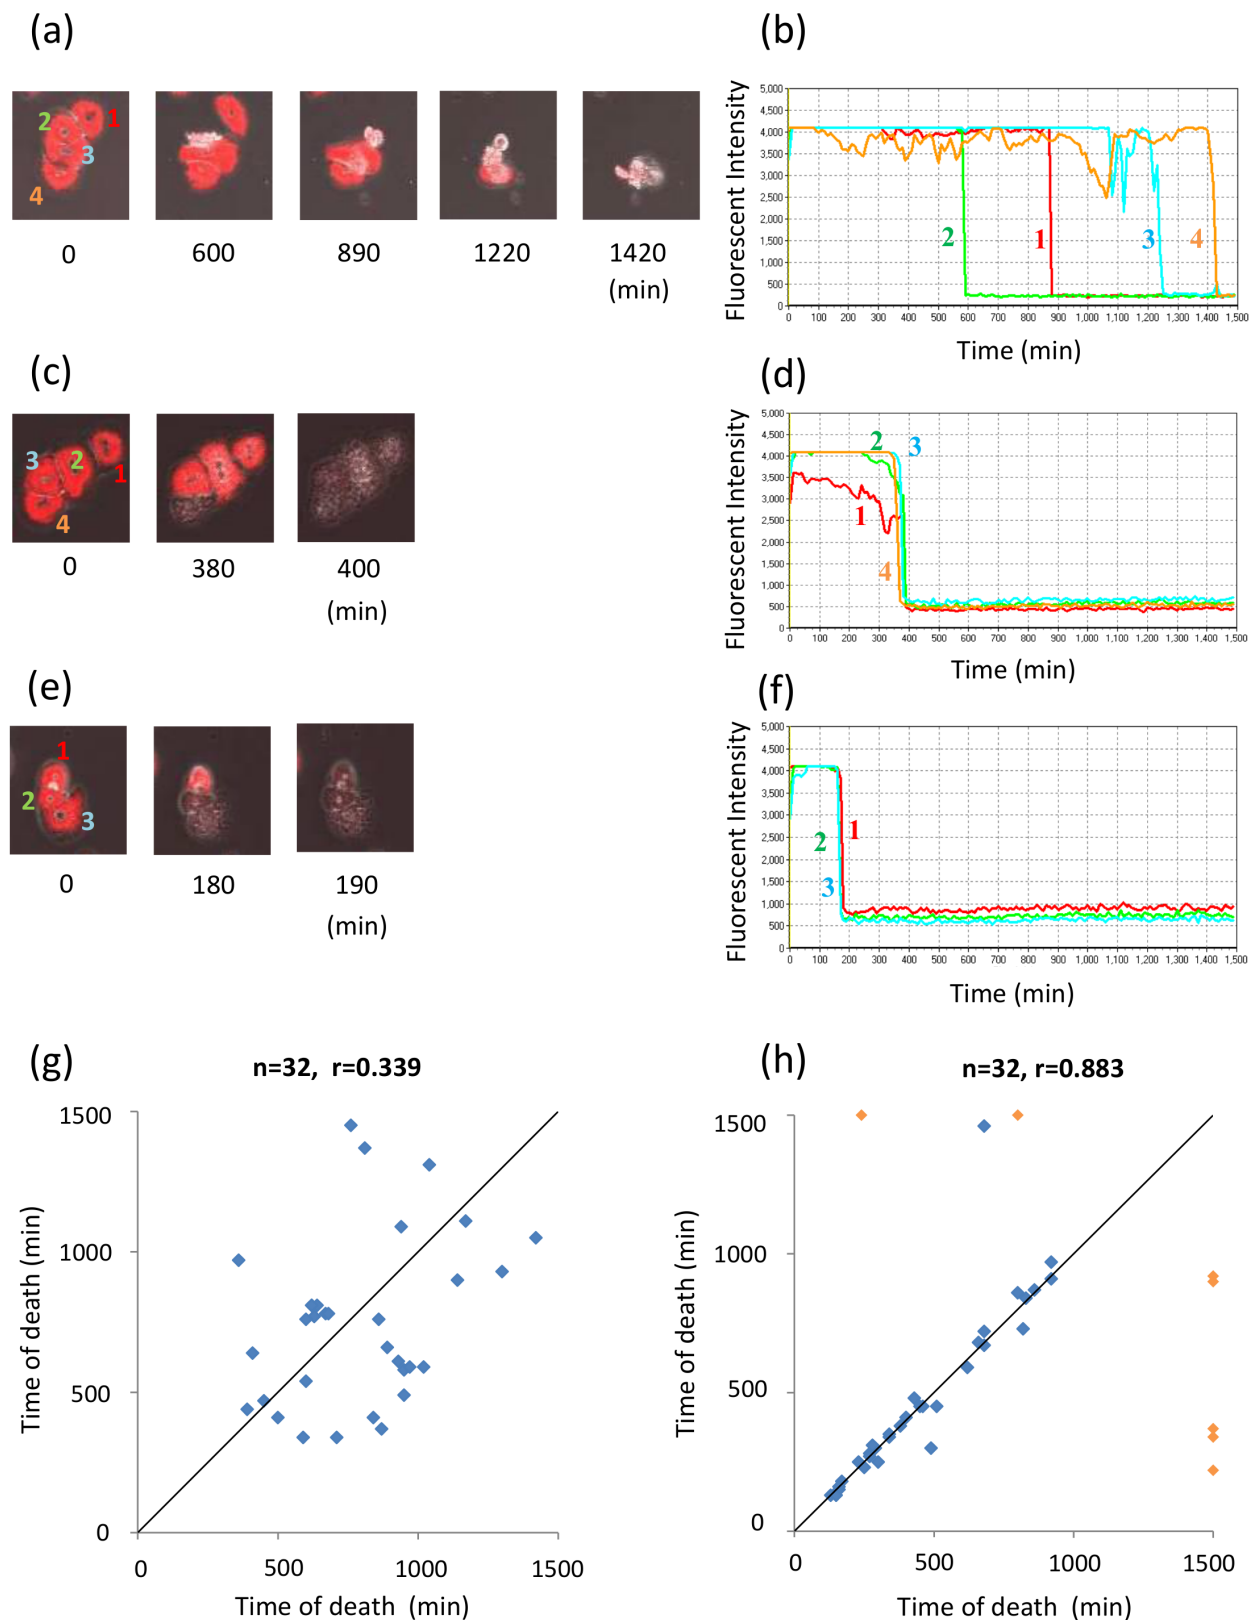 (a)
2
1
3
4
0
600
890
1220
1420
(min)
(b)
Fluorescent Intensity
5,000
4,500
4,000
3,500
3,000
2,500
2,000
1,500
1,000
500
0
2
1
3
4
0 100 200 300 400 500 600 700 800 900 1,000 1,100 1,200 1,300 1,400 1,500
Time (min)
(c)
3
2
1
4
0
380
400
(min)
(d)
Fluorescent Intensity
5,000
4,500
4,000
3,500
3,000
2,500
2,000
1,500
1,000
500
0
2
3
1
4
0 100 200 300 400 500 600 700 800 900 1,000 1,100 1,200 1,300 1,400 1,500
Time (min)
(e)
1
2
3
0
180
190
(min)
(f)
Fluorescent Intensity
5,000
4,500
4,000
3,500
3,000
2,500
2,000
1,500
1,000
500
0
1
2
3
0 100 200 300 400 500 600 700 800 900 1,000 1,100 1,200 1,300 1,400 1,500
Time (min)
(g)
n=32, r=0.339
Time of death (min)
1500
1000
500
0
0 500 1000 1500
Time of death (min)
(h)
n=32, r=0.883
Time of death (min)
1500
1000
500
0
0 500 1000 1500
Time of death (min)